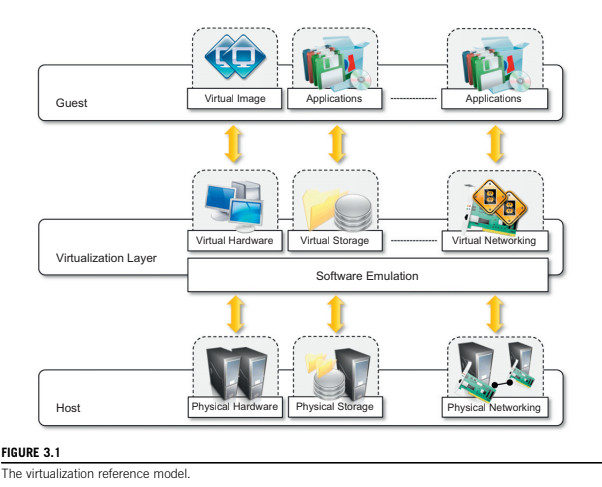 Virtual Image Applications Applications
Guest
Virtual Hardware Virtual Storage Virtual Networking
Virtualization Layer
Software Emulation
Physical Hardware Physical Storage Physical Networking
Host
FIGURE 3.1
The virtualization reference model.